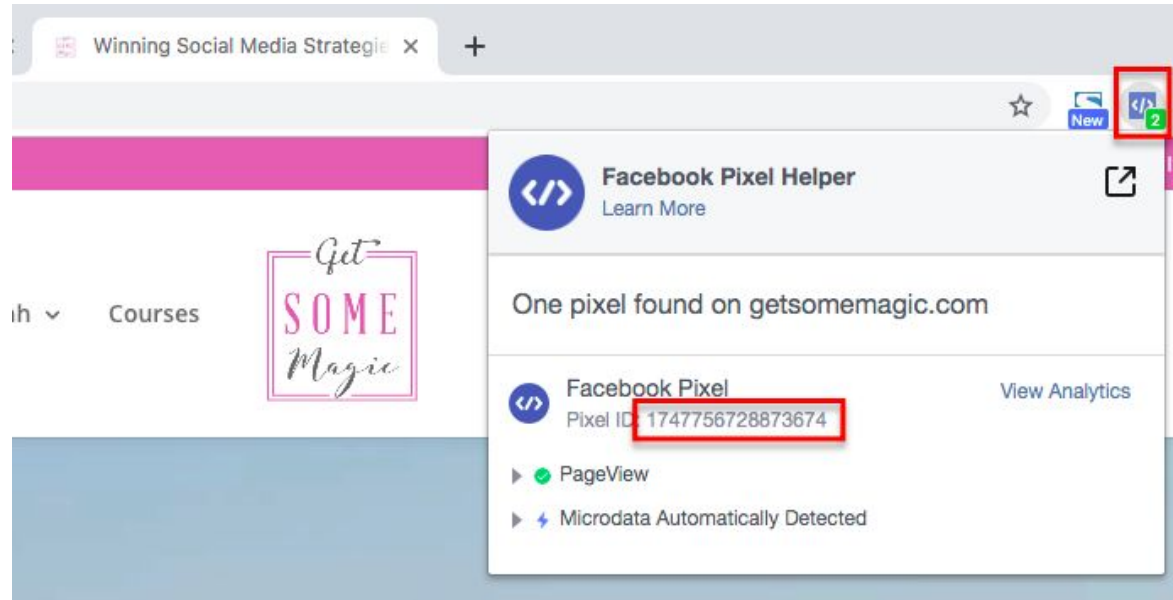 Winning Social Media Strategie
New
2
Facebook Pixel Helper
Learn More
One pixel found on getsomemagic.com
ah
Courses
Get
SOME
Magic
Facebook Pixel
View Analytics
Pixel ID: 1747756728873674
PageView
Microdata Automatically Detected